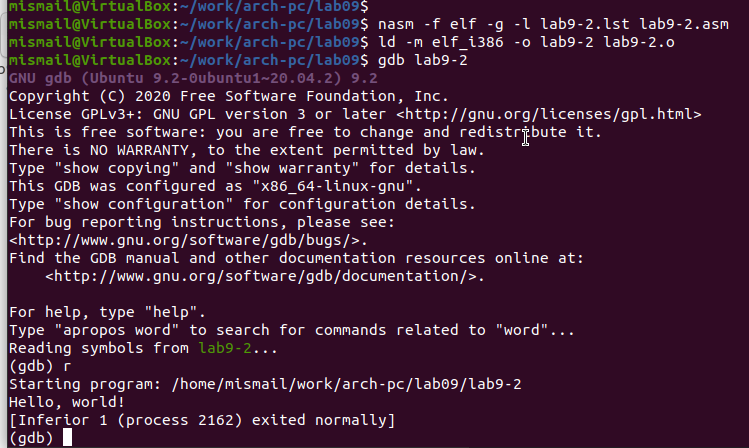 mismail@VirtualBox:~/work/arch-pc/lab09$
mismail@VirtualBox:~/work/arch-pc/lab09$ nasm -f elf -g -l lab9-2.lst lab9-2.asm
mismail@VirtualBox:~/work/arch-pc/lab09$ ld -m elf_i386 -o lab9-2 lab9-2.o
mismail@VirtualBox:~/work/arch-pc/lab09$ gdb lab9-2
GNU gdb (Ubuntu 9.2-0ubuntu1~20.04.2) 9.2
Copyright (C) 2020 Free Software Foundation, Inc.
License GPLv3+: GNU GPL version 3 or later <http://gnu.org/licenses/gpl.html>
This is free software: you are free to change and redistribute it.
There is NO WARRANTY, to the extent permitted by law.
Type "show copying" and "show warranty" for details.
This GDB was configured as "x86_64-linux-gnu".
Type "show configuration" for configuration details.
For bug reporting instructions, please see:
<http://www.gnu.org/software/gdb/bugs/>.
Find the GDB manual and other documentation resources online at:
    <http://www.gnu.org/software/gdb/documentation/>.

For help, type "help".
Type "apropos word" to search for commands related to "word"...
Reading symbols from lab9-2...
(gdb) r
Starting program: /home/mismail/work/arch-pc/lab09/lab9-2
Hello, world!
[Inferior 1 (process 2162) exited normally]
(gdb)